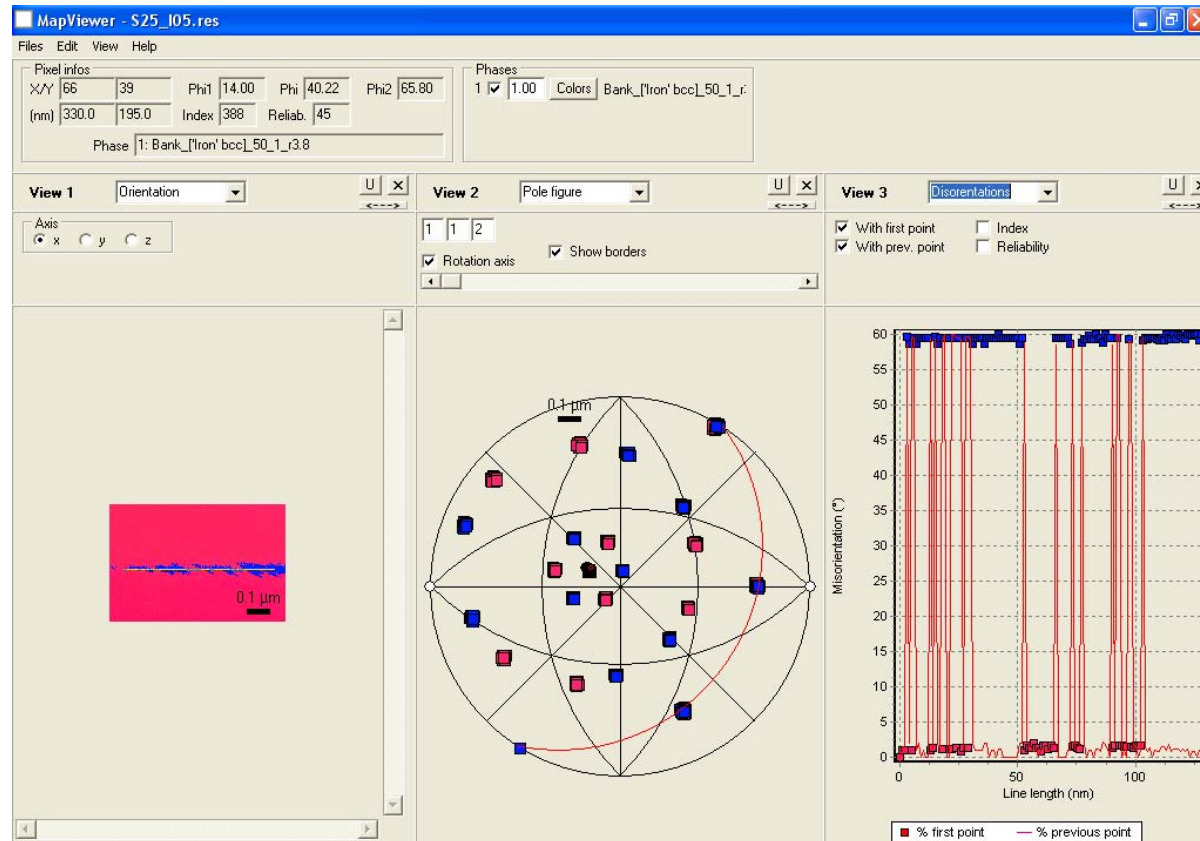 MapViewer - S25_I05.res
Files Edit View Help
Pixel infos
X/Y 66 39 Phi1 14.00 Phi 40.22 Phi2 65.80
(nm) 330.0 195.0 Index 388 Reliab. 45
Phase 1: Bank_['Iron' bcc]_50_1_r3.8
Phases
1 1.00 Colors Bank_['Iron' bcc]_50_1_r:
View 1 Orientation U X
<--->
Axis
x y z
0.1 µm
View 2 Pole figure U X
<--->
1 1 2
Show borders
Rotation axis
0.1 µm
View 3 Disorentations U
<--->
With first point Index
With prev. point Reliability
60
55
50
45
40
35
30
25
20
15
10
5
0
Misorientation (°)
0 50 100
Line length (nm)
% first point % previous point